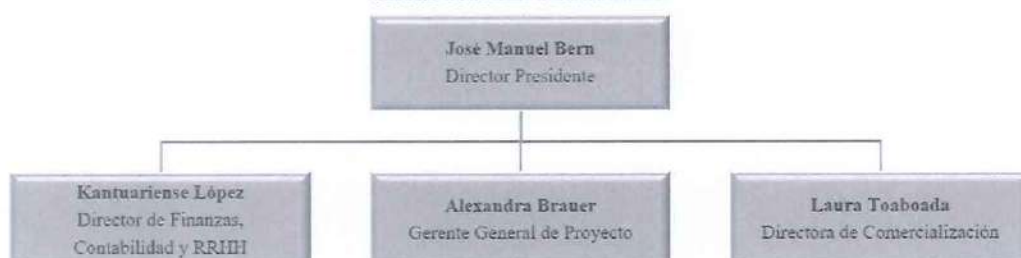 José Manuel Bern
Director Presidente
Kantuariense López
Director de Finanzas,
Contabilidad y RRHH
Alexandra Brauer
Gerente General de Proyecto
Laura Toaboada
Directora de Comercialización